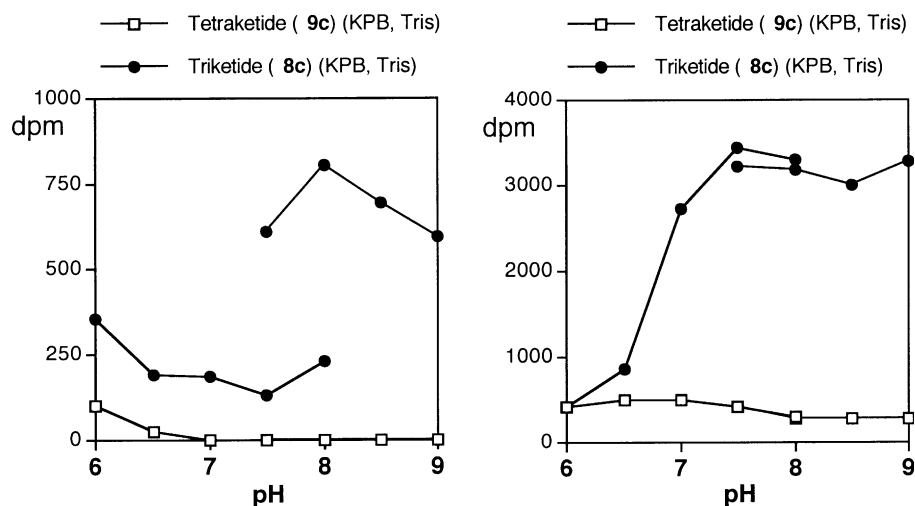 Tetraketide ( 9c) (KPB, Tris)
Triketide ( 8c) (KPB, Tris)
1000
dpm
750
500
250
0
6
7
8
9
pH
Tetraketide ( 9c) (KPB, Tris)
Triketide ( 8c) (KPB, Tris)
4000
dpm
3000
2000
1000
0
6
7
8
9
pH